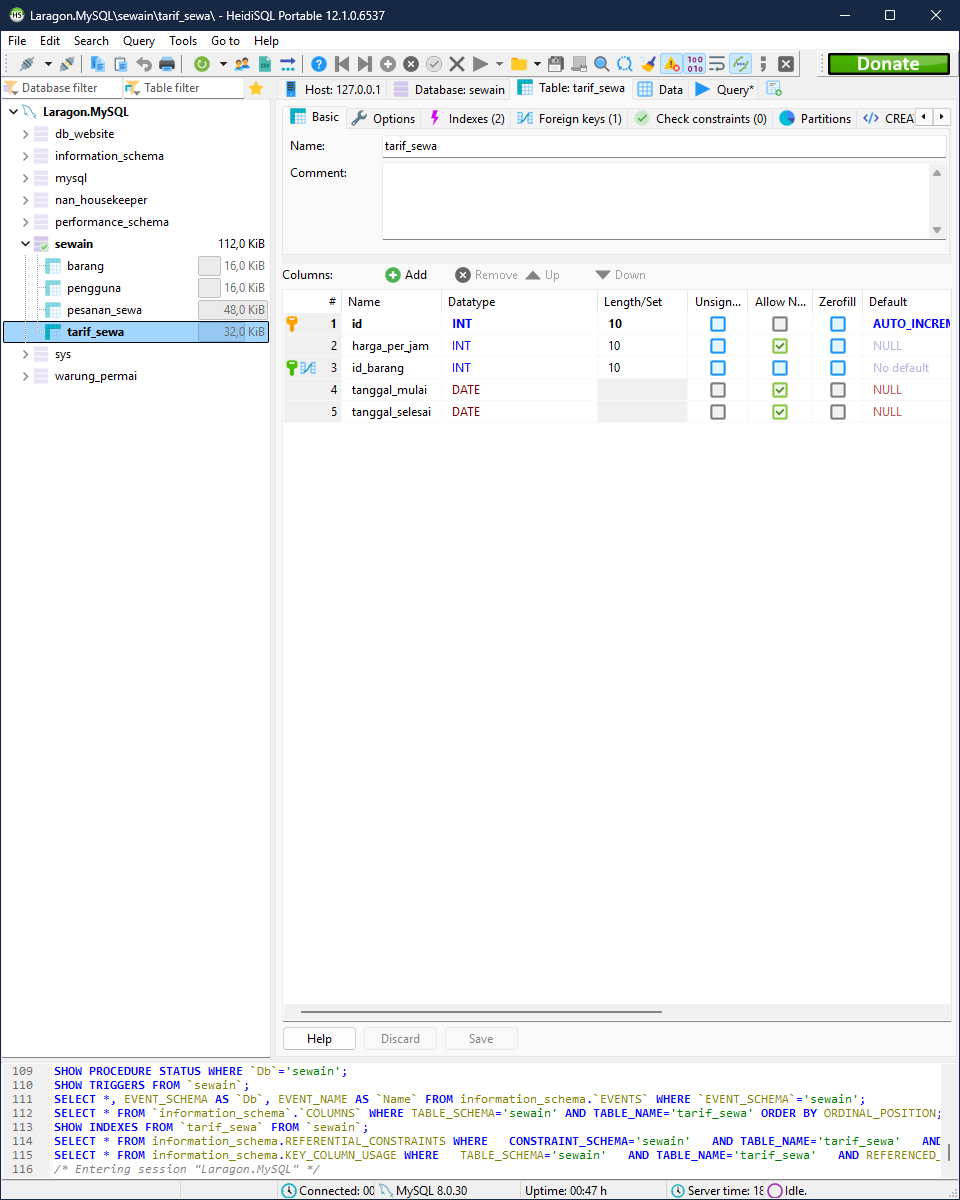 Laragon.MySQL\sewain\tarif_sewa\ - HeidiSQL Portable 12.1.0.6537
File Edit Search Query Tools Go to Help
Donate
Database filter Table filter
Host: 127.0.0.1 Database: sewain Table: tarif_sewa Data Query*
Laragon.MySQL
db_website
information_schema
mysql
nan_housekeeper
performance_schema
sewain 112,0 KiB
barang 16,0 KiB
pengguna 16,0 KiB
pesanan_sewa 48,0 KiB
tarif_sewa 32,0 KiB
sys
warung_permai
Basic Options Indexes (2) Foreign keys (1) Check constraints (0) Partitions CREA
Name: tarif_sewa
Comment:
Columns: Add Remove Up Down
# Name Datatype Length/Set Unsign... Allow N... Zerofill Default
1 id INT 10 AUTO_INCREM
2 harga_per_jam INT 10 NULL
3 id_barang INT 10 No default
4 tanggal_mulai DATE NULL
5 tanggal_selesai DATE NULL
Help Discard Save
109 SHOW PROCEDURE STATUS WHERE `Db`='sewain';
110 SHOW TRIGGERS FROM `sewain`;
111 SELECT *, EVENT_SCHEMA AS `Db`, EVENT_NAME AS `Name` FROM information_schema.`EVENTS` WHERE `EVENT_SCHEMA`='sewain';
112 SELECT * FROM `information_schema`.`COLUMNS` WHERE TABLE_SCHEMA='sewain' AND TABLE_NAME='tarif_sewa' ORDER BY ORDINAL_POSITION;
113 SHOW INDEXES FROM `tarif_sewa` FROM `sewain`;
114 SELECT * FROM information_schema.REFERENTIAL_CONSTRAINTS WHERE CONSTRAINT_SCHEMA='sewain' AND TABLE_NAME='tarif_sewa' AND
115 SELECT * FROM information_schema.KEY_COLUMN_USAGE WHERE TABLE_SCHEMA='sewain' AND TABLE_NAME='tarif_sewa' AND REFERENCED_
116 /* Entering session "Laragon.MySQL" */
Connected: 00 MySQL 8.0.30 Uptime: 00:47 h Server time: 18 Idle.